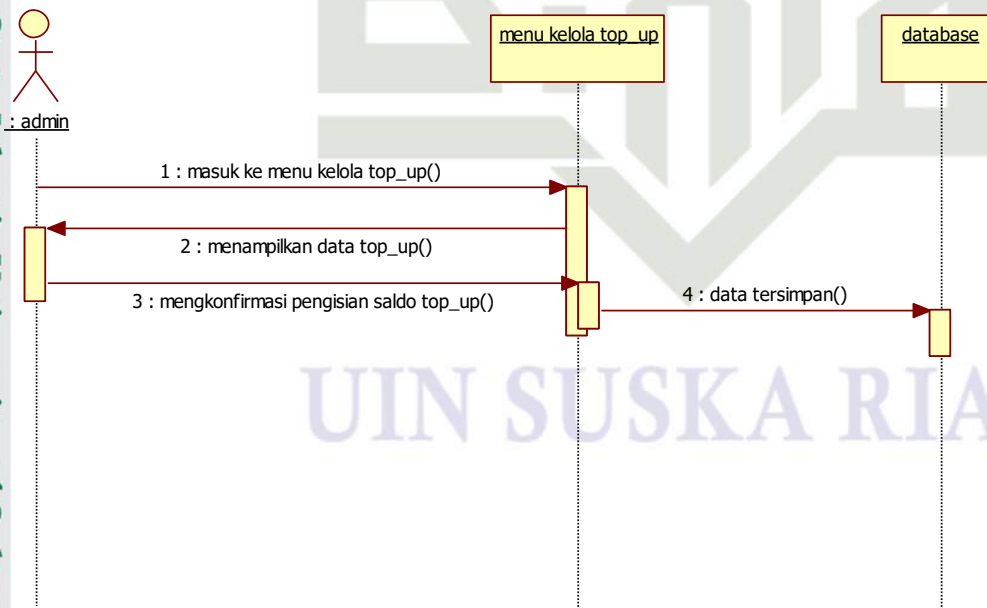 menu kelola top_up
database
: admin
1 : masuk ke menu kelola top_up()
2 : menampilkan data top_up()
3 : mengkonfirmasi pengisian saldo top_up()
4 : data tersimpan()
UIN SUSKA RIA